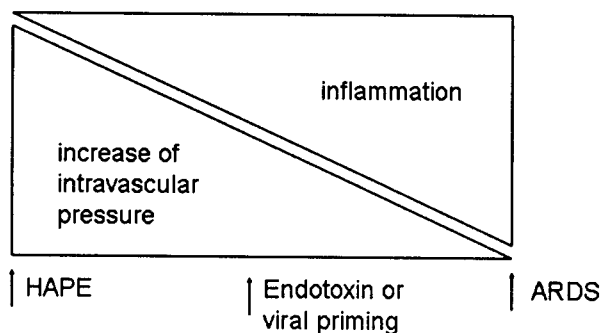 inflammation
increase of
intravascular
pressure
HAPE
Endotoxin or
viral priming
ARDS